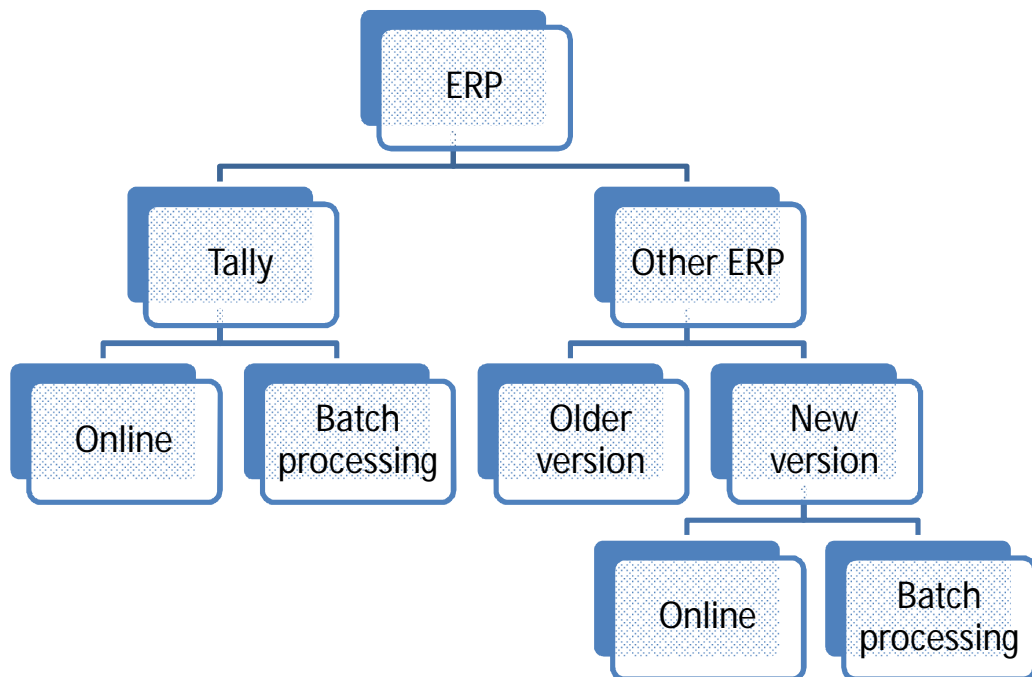 ERP
Tally
Other ERP
Online
Batch
processing
Older
version
New
version
Online
Batch
processing